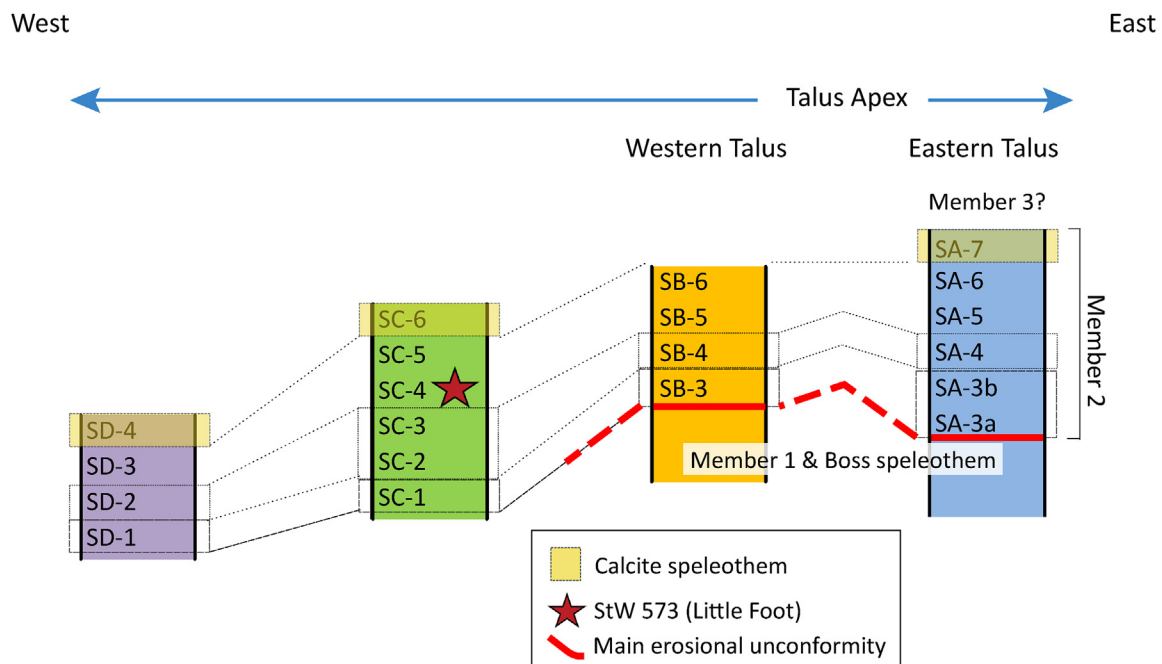 West
East
Talus Apex
Western Talus
Eastern Talus
Member 3?
SD-4
SD-3
SD-2
SD-1
SC-6
SC-5
SC-4
SC-3
SC-2
SC-1
SB-6
SB-5
SB-4
SB-3
SA-7
SA-6
SA-5
SA-4
SA-3b
SA-3a
Member 2
Member 1 & Boss speleothem
Calcite speleothem
StW 573 (Little Foot)
Main erosional unconformity